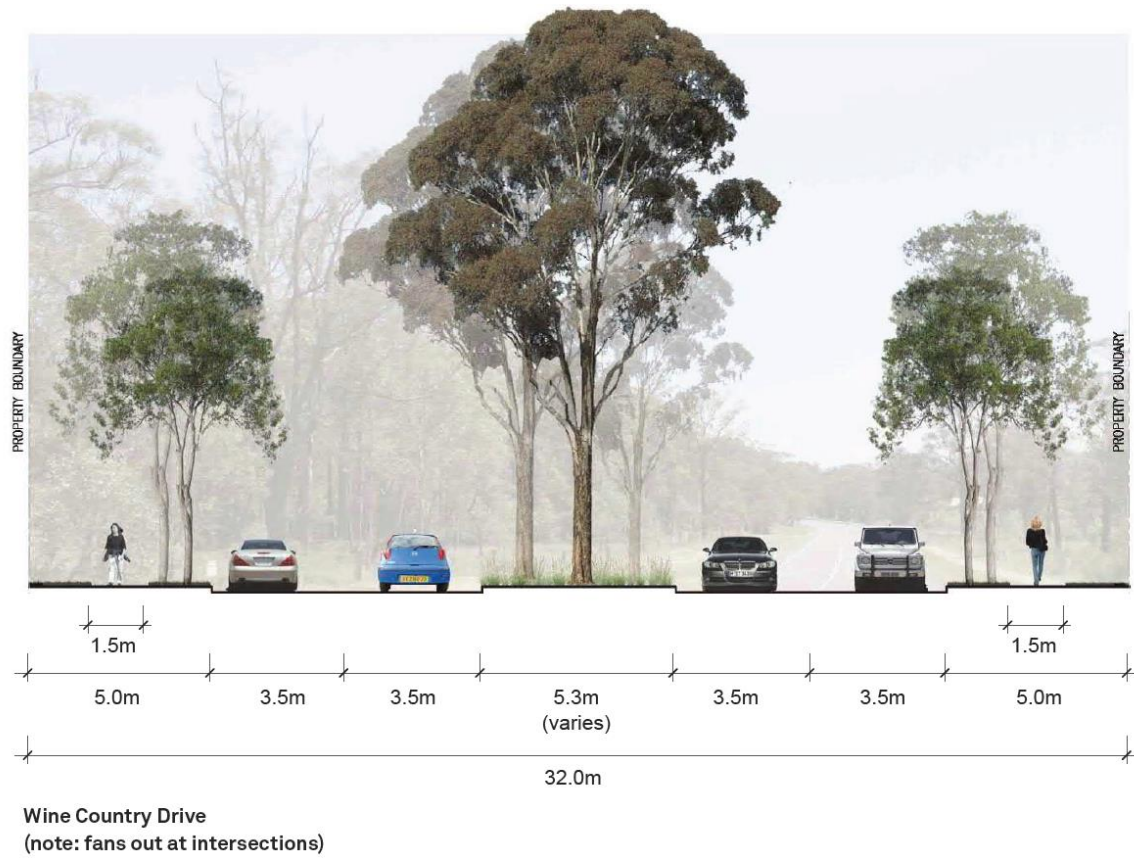 PROPERTY BOUNDARY
PROPERTY BOUNDARY
1.5m
1.5m
5.0m
3.5m
3.5m
5.3m
3.5m
3.5m
5.0m
(varies)
32.0m
Wine Country Drive
(note: fans out at intersections)